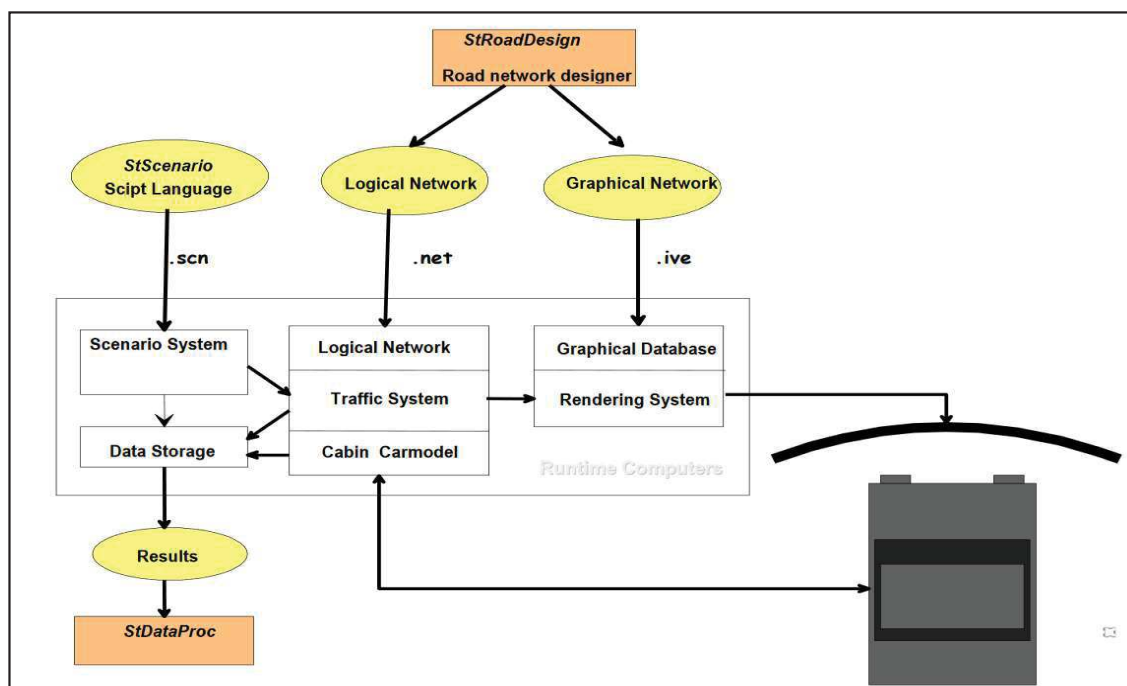 StRoadDesign
Road network designer
StScenario
Scipt Language
Logical Network
Graphical Network
.scn
.net
.ive
Scenario System
Logical Network
Graphical Database
Traffic System
Rendering System
Data Storage
Cabin Carmodel
Runtime Computers
Results
StDataProc